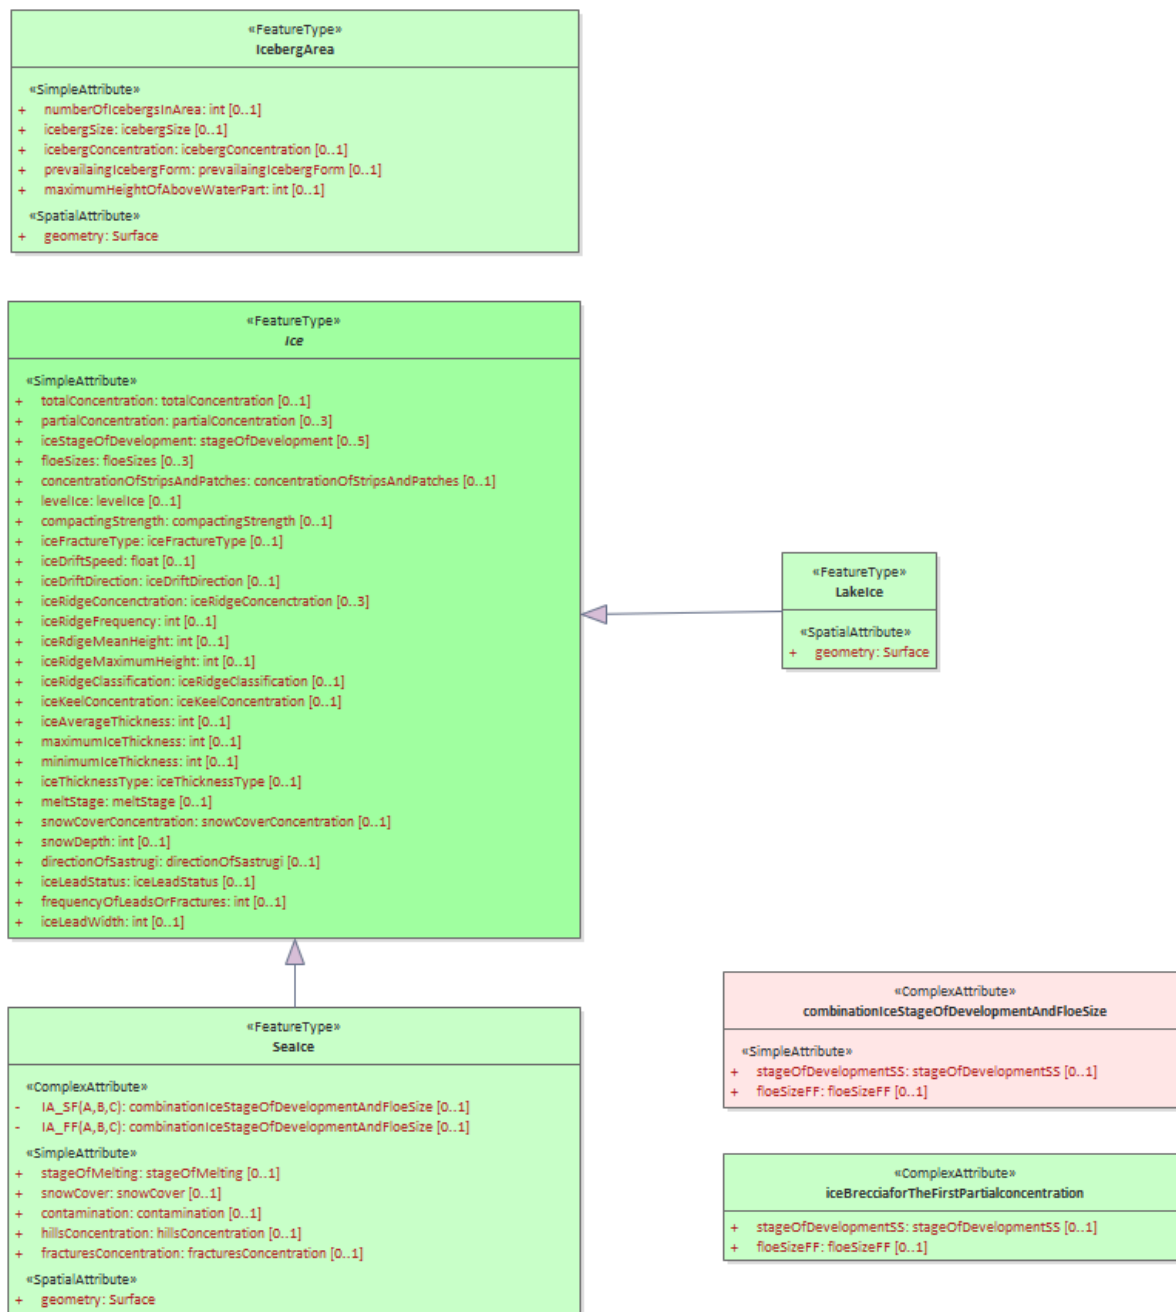 «FeatureType»
IcebergArea
«SimpleAttribute»
+ numberOfIcebergsInArea: int [0..1]
+ icebergSize: icebergSize [0..1]
+ icebergConcentration: icebergConcentration [0..1]
+ prevailaingIcebergForm: prevailaingIcebergForm [0..1]
+ maximumHeightOfAboveWaterPart: int [0..1]
«SpatialAttribute»
+ geometry: Surface
«FeatureType»
Ice
«SimpleAttribute»
+ totalConcentration: totalConcentration [0..1]
+ partialConcentration: partialConcentration [0..3]
+ iceStageOfDevelopment: stageOfDevelopment [0..5]
+ floeSizes: floeSizes [0..3]
+ concentrationOfStripsAndPatches: concentrationOfStripsAndPatches [0..1]
+ levelIce: levelIce [0..1]
+ compactingStrength: compactingStrength [0..1]
+ iceFractureType: iceFractureType [0..1]
+ iceDriftSpeed: float [0..1]
+ iceDriftDirection: iceDriftDirection [0..1]
+ iceRidgeConcenctration: iceRidgeConcenctration [0..3]
+ iceRidgeFrequency: int [0..1]
+ iceRdigeMeanHeight: int [0..1]
+ iceRidgeMaximumHeight: int [0..1]
+ iceRidgeClassification: iceRidgeClassification [0..1]
+ iceKeelConcentration: iceKeelConcentration [0..1]
+ iceAverageThickness: int [0..1]
+ maximumIceThickness: int [0..1]
+ minimumIceThickness: int [0..1]
+ iceThicknessType: iceThicknessType [0..1]
+ meltStage: meltStage [0..1]
+ snowCoverConcentration: snowCoverConcentration [0..1]
+ snowDepth: int [0..1]
+ directionOfSastrugi: directionOfSastrugi [0..1]
+ iceLeadStatus: iceLeadStatus [0..1]
+ frequencyOfLeadsOrFractures: int [0..1]
+ iceLeadWidth: int [0..1]
«FeatureType»
LakeIce
«SpatialAttribute»
+ geometry: Surface
«FeatureType»
SeaIce
«ComplexAttribute»
- IA_SF(A,B,C): combinationIceStageOfDevelopmentAndFloeSize [0..1]
- IA_FF(A,B,C): combinationIceStageOfDevelopmentAndFloeSize [0..1]
«SimpleAttribute»
+ stageOfMelting: stageOfMelting [0..1]
+ snowCover: snowCover [0..1]
+ contamination: contamination [0..1]
+ hillsConcentration: hillsConcentration [0..1]
+ fracturesConcentration: fracturesConcentration [0..1]
«SpatialAttribute»
+ geometry: Surface
«ComplexAttribute»
combinationIceStageOfDevelopmentAndFloeSize
«SimpleAttribute»
+ stageOfDevelopmentSS: stageOfDevelopmentSS [0..1]
+ floeSizeFF: floeSizeFF [0..1]
«ComplexAttribute»
iceBrecciaforTheFirstPartialconcentration
+ stageOfDevelopmentSS: stageOfDevelopmentSS [0..1]
+ floeSizeFF: floeSizeFF [0..1]